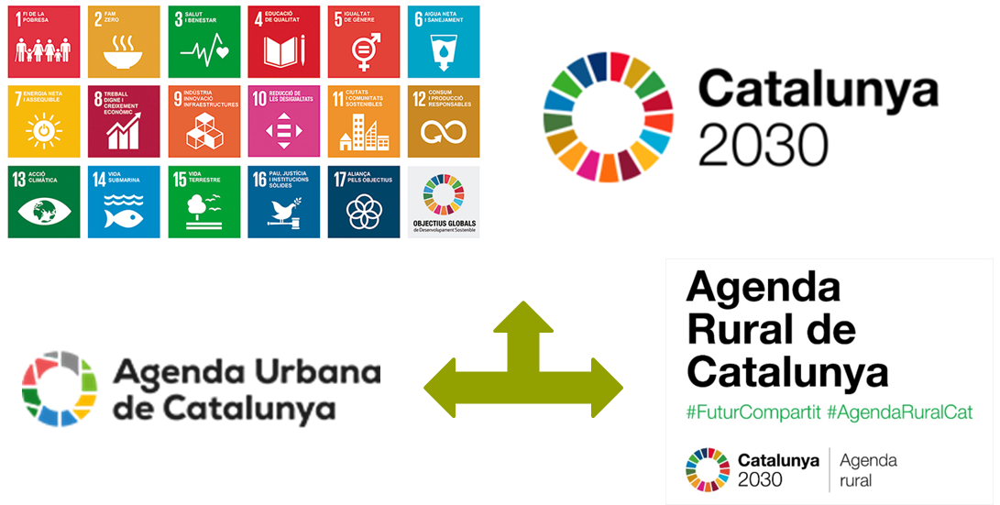 1 FI DE LA
POBRESA
2 FAM
ZERO
3 SALUT
I BENESTAR
4 EDUCACIÓ
DE QUALITAT
5 IGUALTAT
DE GÈNERE
6 AIGUA NETA
I SANEJAMENT
7 ENERGIA NETA
I ASSEQUIBLE
8 TREBALL
DIGNE I
CREIXEMENT
ECONÒMIC
9 INDÚSTRIA
INNOVACIÓ
INFRAESTRUCTURES
10 REDUCCIÓ DE
LES DESIGUALTATS
11 CIUTATS
I COMUNITATS
SOSTENIBLES
12 CONSUM
I PRODUCCIÓ
RESPONSABLES
13 ACCIÓ
CLIMÀTICA
14 VIDA
SUBMARINA
15 VIDA
TERRESTRE
16 PAU, JUSTÍCIA
I INSTITUCIONS
SÒLIDES
17 ALIANÇA
PELS OBJECTIUS
OBJECTIUS GLOBALS
de Desenvolupament Sostenible
Catalunya
2030
Agenda Urbana
de Catalunya
Agenda
Rural de
Catalunya
#FuturCompartit #AgendaRuralCat
Catalunya
2030
Agenda
rural